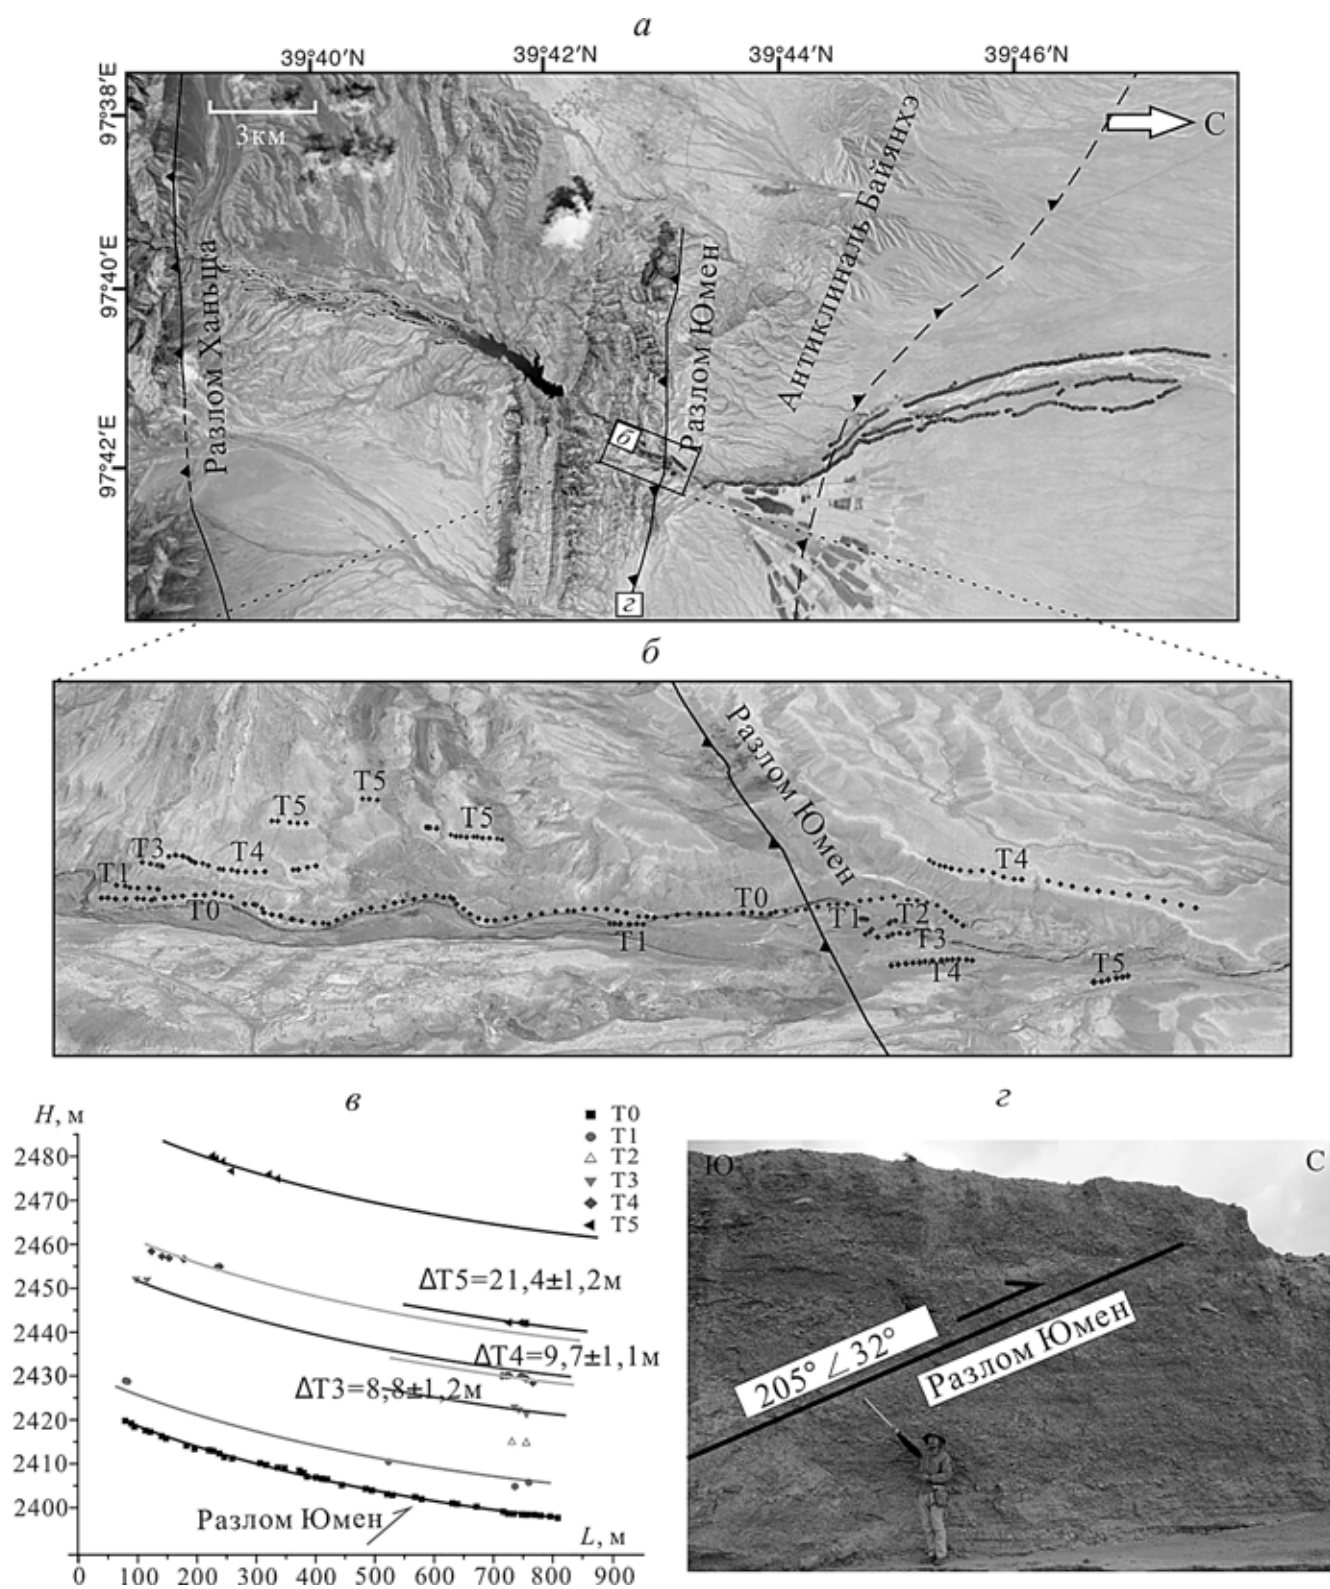 а
39°40′N 39°42′N 39°44′N 39°46′N
97°38′E
97°40′E
97°42′E
3км
С
Разлом Ханьша
Разлом Юмен
Антиклиналь Байянхэ
б
г
б
Разлом Юмен
T5
T5
T5
T3
T4
T4
T1
T0
T0
T1
T1
T2
T3
T4
T5
в
H, м
2480
2470
2460
2450
2440
2430
2420
2410
2400
T0
T1
T2
T3
T4
T5
ΔT5=21,4±1,2м
ΔT4=9,7±1,1м
ΔT3=8,8±1,2м
Разлом Юмен
L, м
0 100 200 300 400 500 600 700 800 900
г
Ю
С
205° ∠ 32°
Разлом Юмен